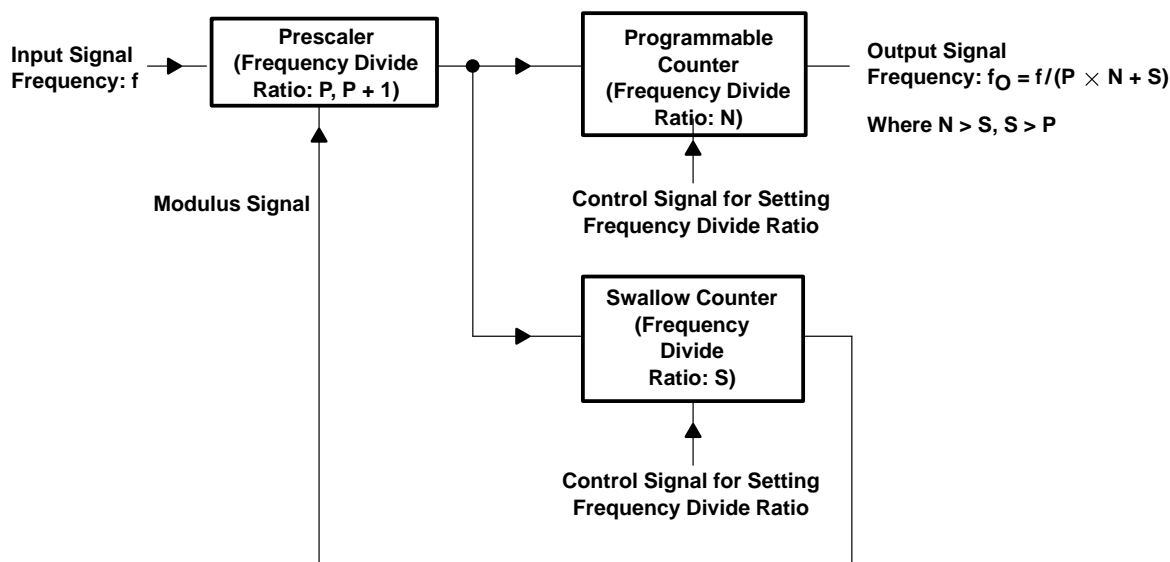 Input Signal
Frequency: f
Prescaler
(Frequency Divide
Ratio: P, P + 1)
Programmable
Counter
(Frequency Divide
Ratio: N)
Output Signal
Frequency: fO = f/(P × N + S)
Where N > S, S > P
Modulus Signal
Control Signal for Setting
Frequency Divide Ratio
Swallow Counter
(Frequency
Divide
Ratio: S)
Control Signal for Setting
Frequency Divide Ratio